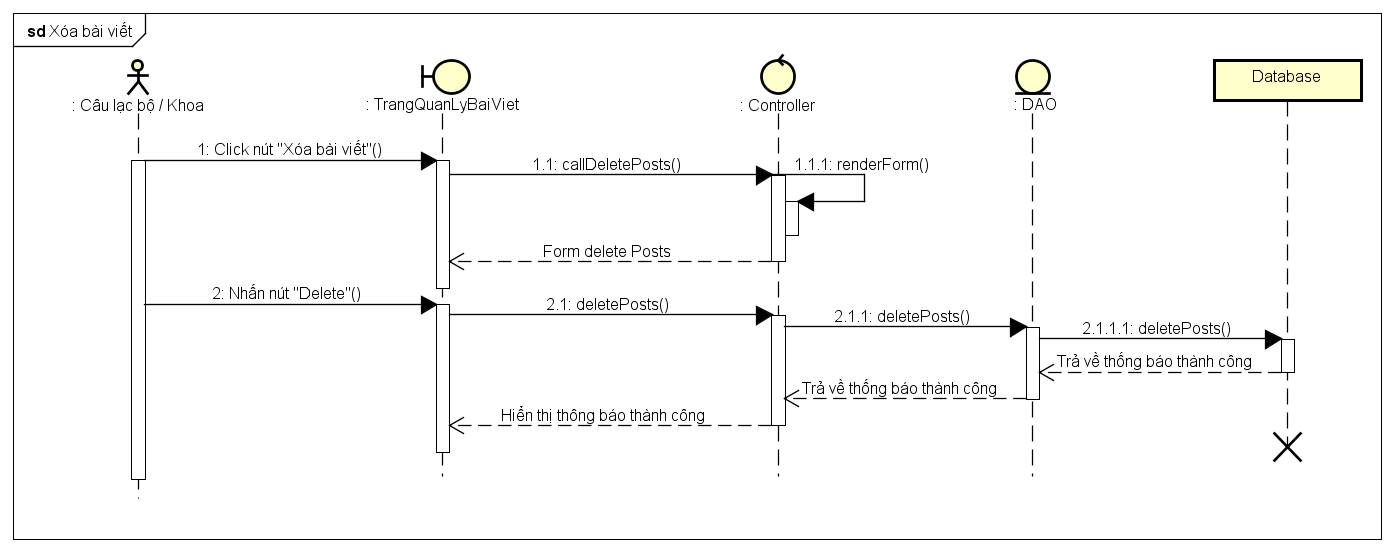 sd Xóa bài viết
: Câu lạc bộ / Khoa
: TrangQuanLyBaiViet
: Controller
: DAO
Database
1: Click nút "Xóa bài viết"()
1.1: callDeletePosts()
1.1.1: renderForm()
Form delete Posts
2: Nhấn nút "Delete"()
2.1: deletePosts()
2.1.1: deletePosts()
2.1.1.1: deletePosts()
Trả về thống báo thành công
Trả về thống báo thành công
Hiển thị thông báo thành công